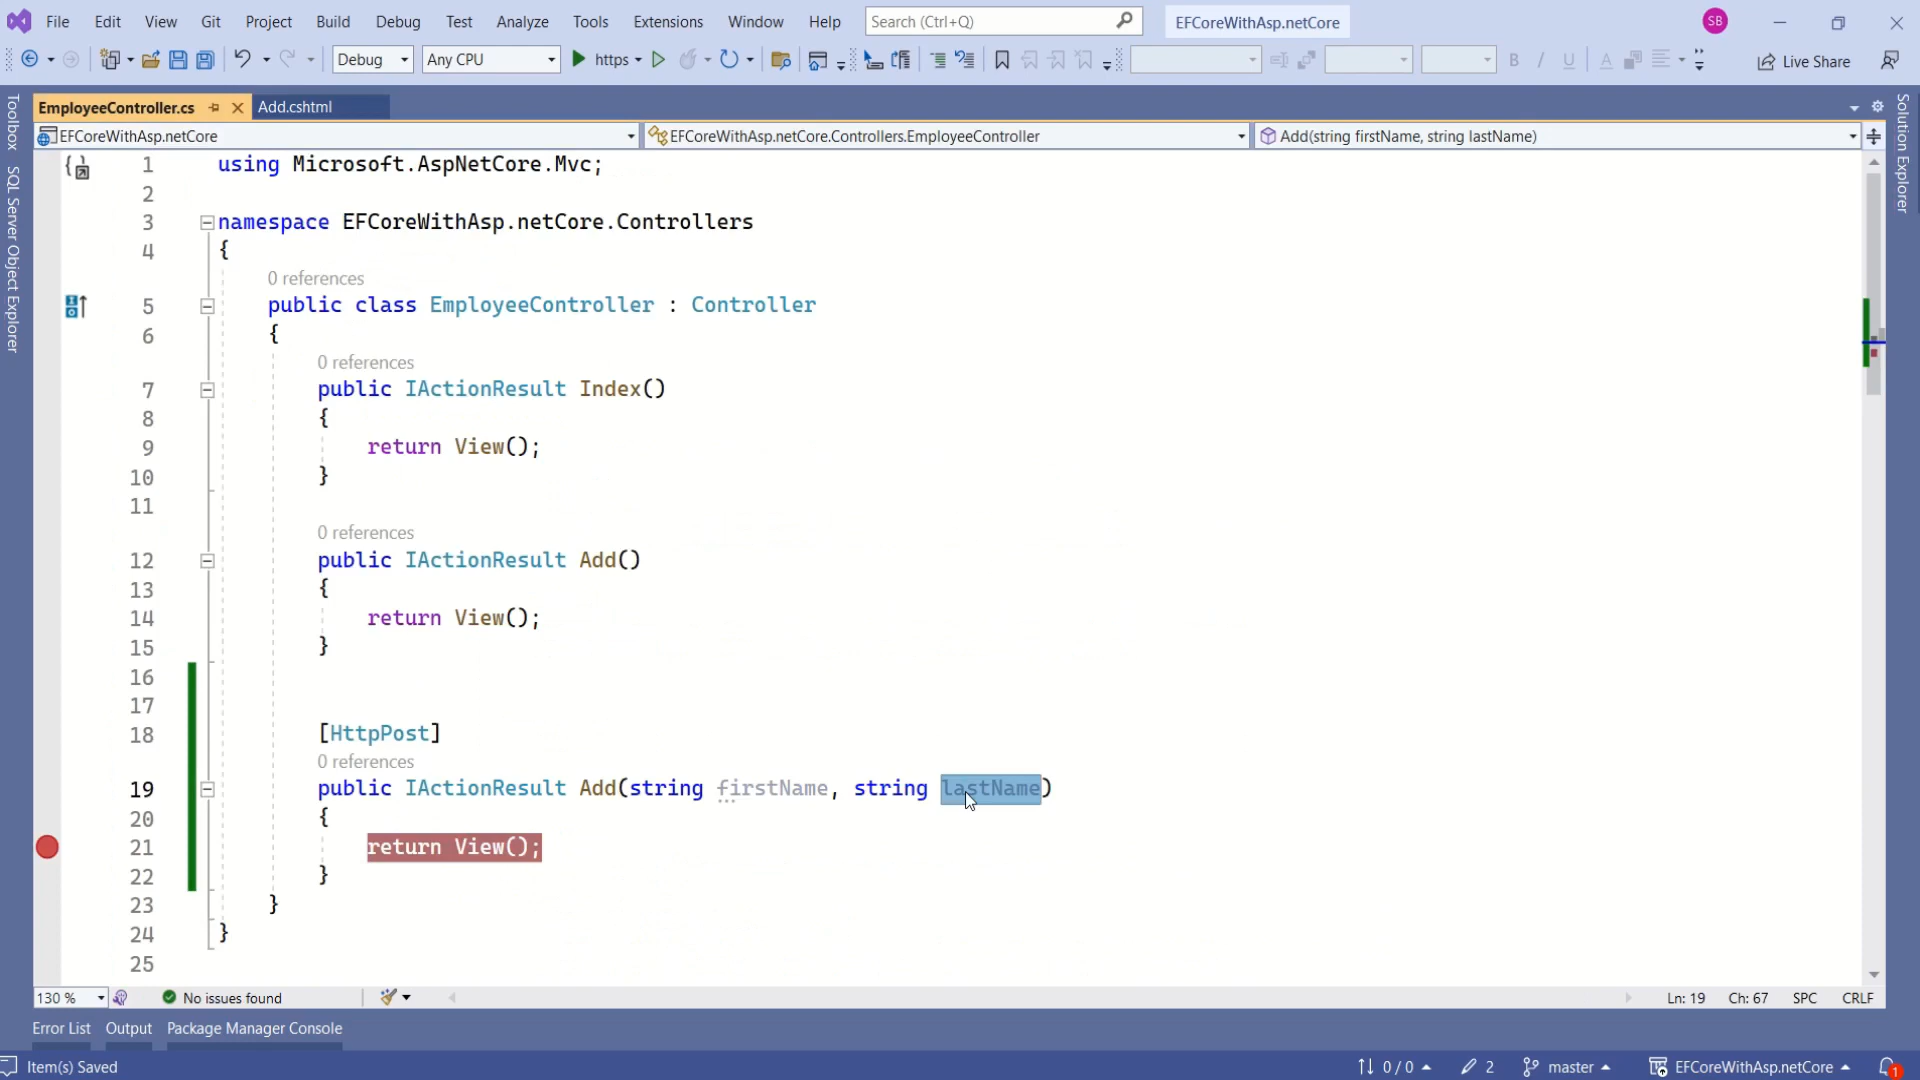 File Edit View Git Project Build Debug Test Analyze Tools Extensions Window Help Search (Ctrl+Q) EFCoreWithAsp.netCore SB
Debug Any CPU https Live Share
EmployeeController.cs Add.cshtml
EFCoreWithAsp.netCore EFCoreWithAsp.netCore.Controllers.EmployeeController Add(string firstName, string lastName)
Toolbox
SQL Server Object Explorer
Solution Explorer
1 using Microsoft.AspNetCore.Mvc;
2
3 namespace EFCoreWithAsp.netCore.Controllers
4 {
0 references
5 public class EmployeeController : Controller
6 {
0 references
7 public IActionResult Index()
8 {
9 return View();
10 }
11
0 references
12 public IActionResult Add()
13 {
14 return View();
15 }
16
17
18 [HttpPost]
0 references
19 public IActionResult Add(string firstName, string lastName)
20 {
21 return View();
22 }
23 }
24 }
25
130 % No issues found Ln: 19 Ch: 67 SPC CRLF
Error List Output Package Manager Console
Item(s) Saved 0 / 0 2 master EFCoreWithAsp.netCore 1